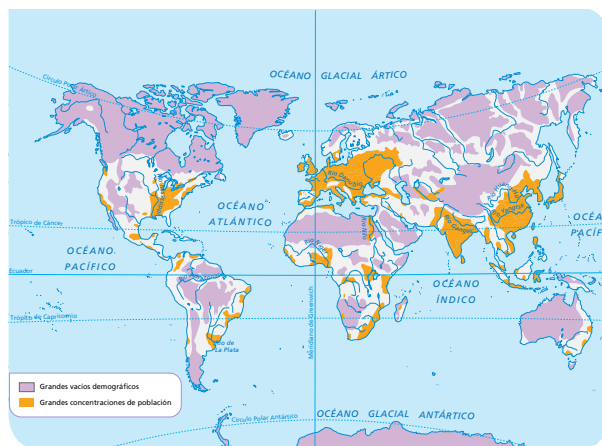 OCÉANO GLACIAL ÁRTICO
Círculo Polar Ártico
Río Danubio
OCÉANO
ATLÁNTICO
Trópico de Cáncer
OCÉANO
PACÍFICO
Ecuador
OCÉANO
ÍNDICO
Trópico de Capricornio
Río de
La Plata
Meridiano de Greenwich
Grandes vacíos demográficos
Grandes concentraciones de población
Círculo Polar Antártico
OCÉANO GLACIAL ANTÁRTICO